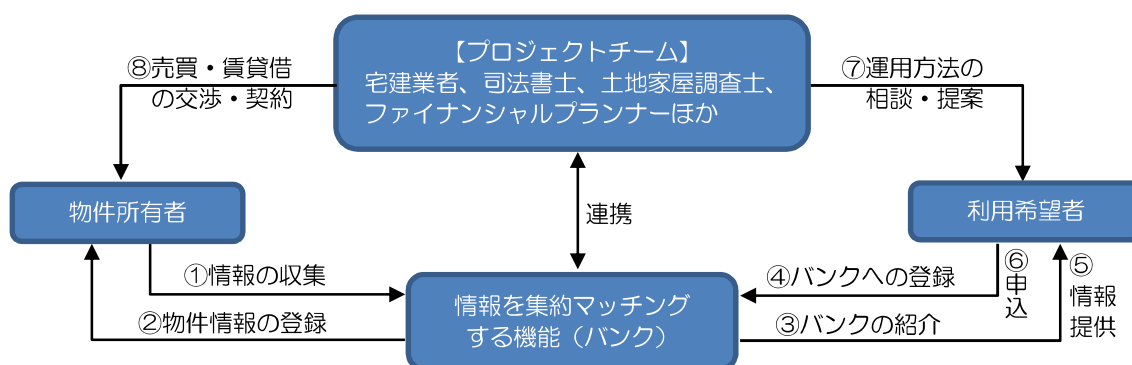 【プロジェクトチーム】
宅建業者、司法書士、土地家屋調査士、
ファイナンシャルプランナーほか
⑧売買・賃貸借
の交渉・契約
⑦運用方法の
相談・提案
物件所有者
連携
利用希望者
①情報の収集
②物件情報の登録
情報を集約マッチング
する機能（バンク）
④バンクへの登録
③バンクの紹介
⑥申込
⑤情報提供